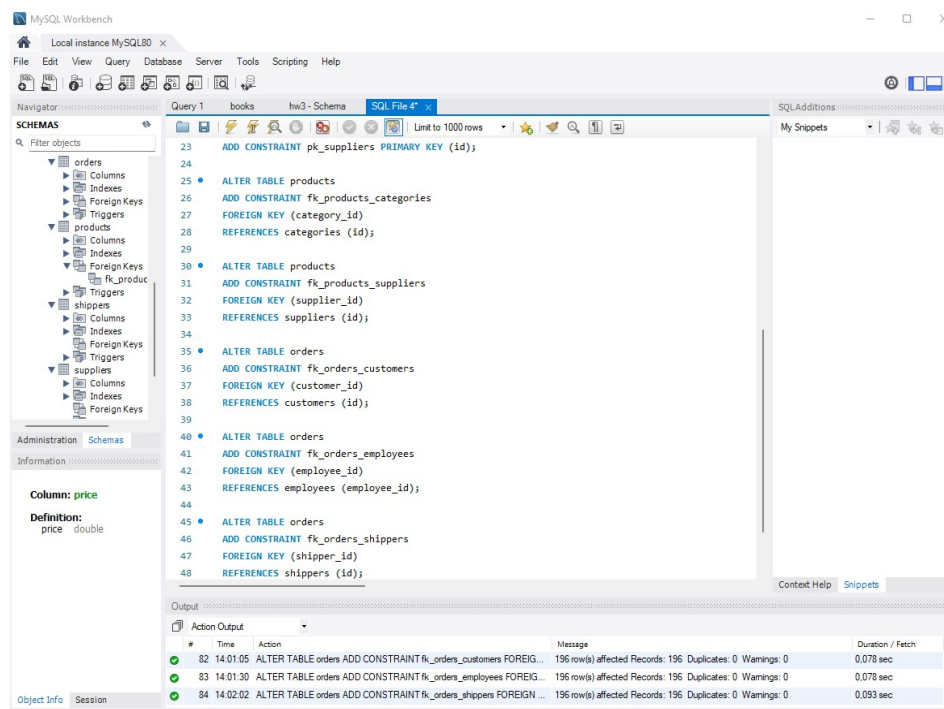 MySQL Workbench
Local instance MySQL80 ×
File Edit View Query Database Server Tools Scripting Help
Navigator
SCHEMAS
Filter objects
orders
Columns
Indexes
Foreign Keys
Triggers
products
Columns
Indexes
Foreign Keys
fk_produc
Triggers
shippers
Columns
Indexes
Foreign Keys
Triggers
suppliers
Columns
Indexes
Foreign Keys
Administration Schemas
Information
Column: price
Definition:
price double
Object Info Session
Query 1 books hw3 - Schema SQL File 4* ×
Limit to 1000 rows
23 ADD CONSTRAINT pk_suppliers PRIMARY KEY (id);
24
25 ALTER TABLE products
26 ADD CONSTRAINT fk_products_categories
27 FOREIGN KEY (category_id)
28 REFERENCES categories (id);
29
30 ALTER TABLE products
31 ADD CONSTRAINT fk_products_suppliers
32 FOREIGN KEY (supplier_id)
33 REFERENCES suppliers (id);
34
35 ALTER TABLE orders
36 ADD CONSTRAINT fk_orders_customers
37 FOREIGN KEY (customer_id)
38 REFERENCES customers (id);
39
40 ALTER TABLE orders
41 ADD CONSTRAINT fk_orders_employees
42 FOREIGN KEY (employee_id)
43 REFERENCES employees (employee_id);
44
45 ALTER TABLE orders
46 ADD CONSTRAINT fk_orders_shippers
47 FOREIGN KEY (shipper_id)
48 REFERENCES shippers (id);
SQLAdditions
My Snippets
Context Help Snippets
Output
Action Output
# Time Action Message Duration / Fetch
82 14:01:05 ALTER TABLE orders ADD CONSTRAINT fk_orders_customers FOREIG... 196 row(s) affected Records: 196 Duplicates: 0 Warnings: 0 0,078 sec
83 14:01:30 ALTER TABLE orders ADD CONSTRAINT fk_orders_employees FOREIG... 196 row(s) affected Records: 196 Duplicates: 0 Warnings: 0 0,078 sec
84 14:02:02 ALTER TABLE orders ADD CONSTRAINT fk_orders_shippers FOREIGN ... 196 row(s) affected Records: 196 Duplicates: 0 Warnings: 0 0,093 sec